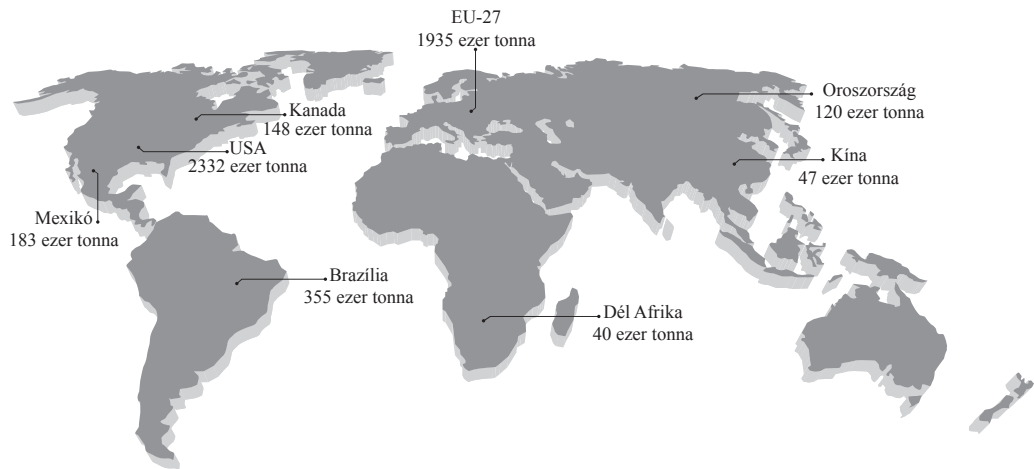 EU-27
1935 ezer tonna
Kanada
148 ezer tonna
USA
2332 ezer tonna
Mexikó
183 ezer tonna
Brazília
355 ezer tonna
Oroszország
120 ezer tonna
Kína
47 ezer tonna
Dél Afrika
40 ezer tonna